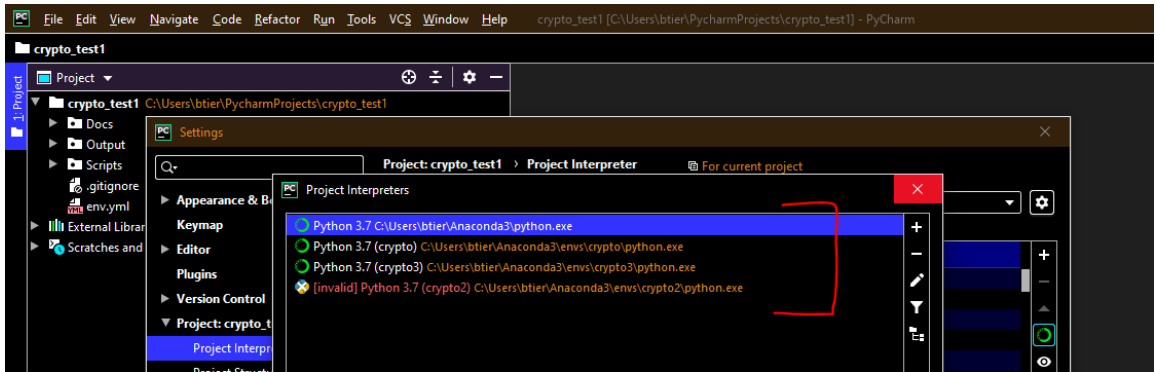 PC File Edit View Navigate Code Refactor Run Tools VCS Window Help crypto_test1 [C:\Users\btier\PycharmProjects\crypto_test1] - PyCharm
crypto_test1
1: Project
Project
crypto_test1 C:\Users\btier\PycharmProjects\crypto_test1
Docs
Output
Scripts
.gitignore
env.yml
External Librar
Scratches and
PC Settings
Project: crypto_test1 › Project Interpreter For current project
Appearance & Be
Keymap
Editor
Plugins
Version Control
Project: crypto_t
Project Interpr
Project Structu
PC Project Interpreters
Python 3.7 C:\Users\btier\Anaconda3\python.exe
Python 3.7 (crypto) C:\Users\btier\Anaconda3\envs\crypto\python.exe
Python 3.7 (crypto3) C:\Users\btier\Anaconda3\envs\crypto3\python.exe
[invalid] Python 3.7 (crypto2) C:\Users\btier\Anaconda3\envs\crypto2\python.exe